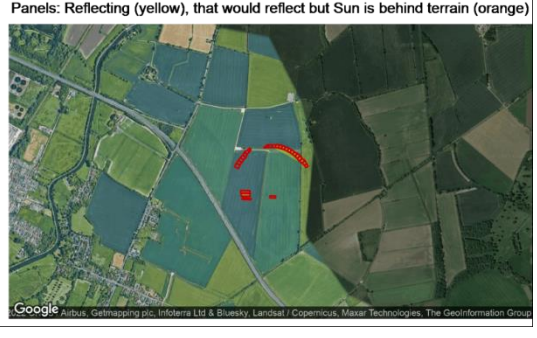 Panels: Reflecting (yellow), that would reflect but Sun is behind terrain (orange)
Google
Airbus, Getmapping plc, Infoterra Ltd & Bluesky, Landsat / Copernicus, Maxar Technologies, The GeoInformation Group